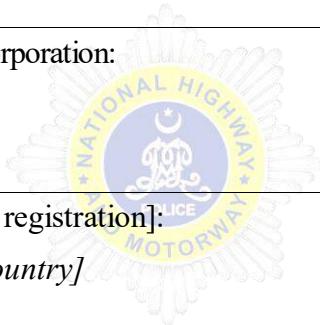 rporation:
NATIONAL HIGHWAY
POLICE
AND MOTORWAY
registration]:
ountry]